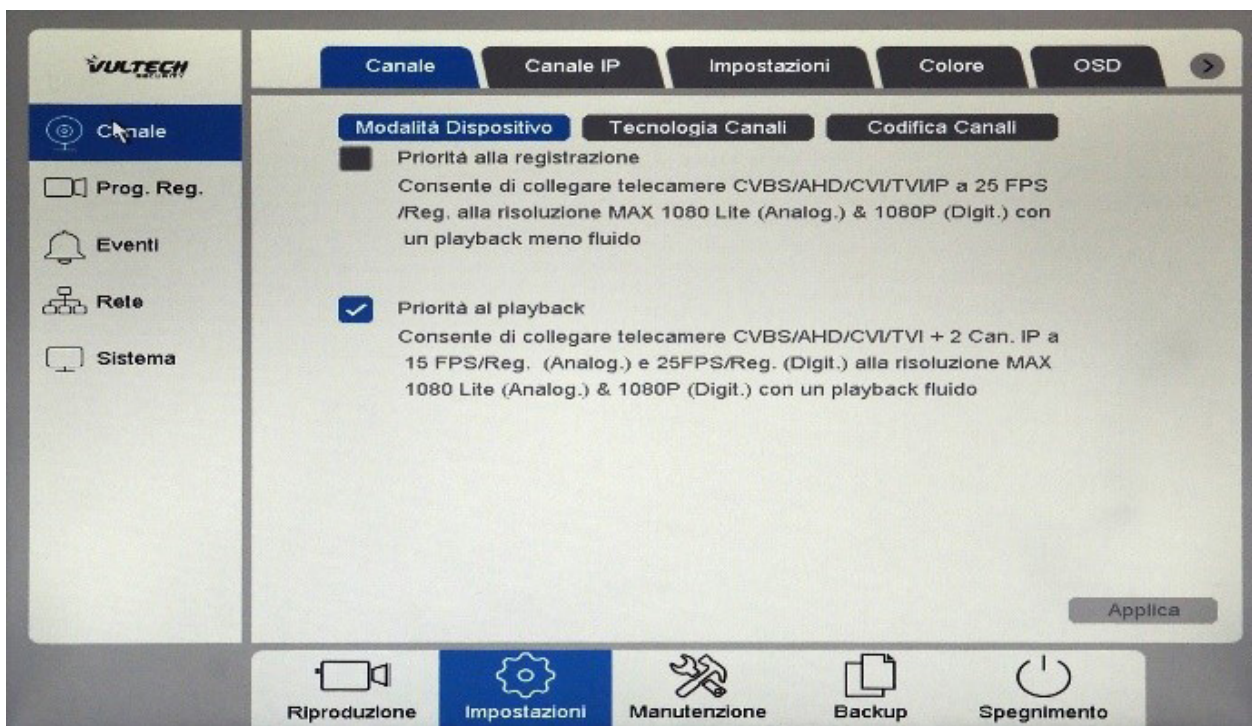 VULTECH
SECURITY
Canale Canale IP Impostazioni Colore OSD
Canale
Prog. Reg.
Eventi
Rete
Sistema
Modalità Dispositivo Tecnologia Canali Codifica Canali
Priorità alla registrazione
Consente di collegare telecamere CVBS/AHD/CVI/TVI/IP a 25 FPS
/Reg. alla risoluzione MAX 1080 Lite (Analog.) & 1080P (Digit.) con
un playback meno fluido
Priorità al playback
Consente di collegare telecamere CVBS/AHD/CVI/TVI + 2 Can. IP a
15 FPS/Reg. (Analog.) e 25FPS/Reg. (Digit.) alla risoluzione MAX
1080 Lite (Analog.) & 1080P (Digit.) con un playback fluido
Applica
Riproduzione Impostazioni Manutenzione Backup Spegnimento